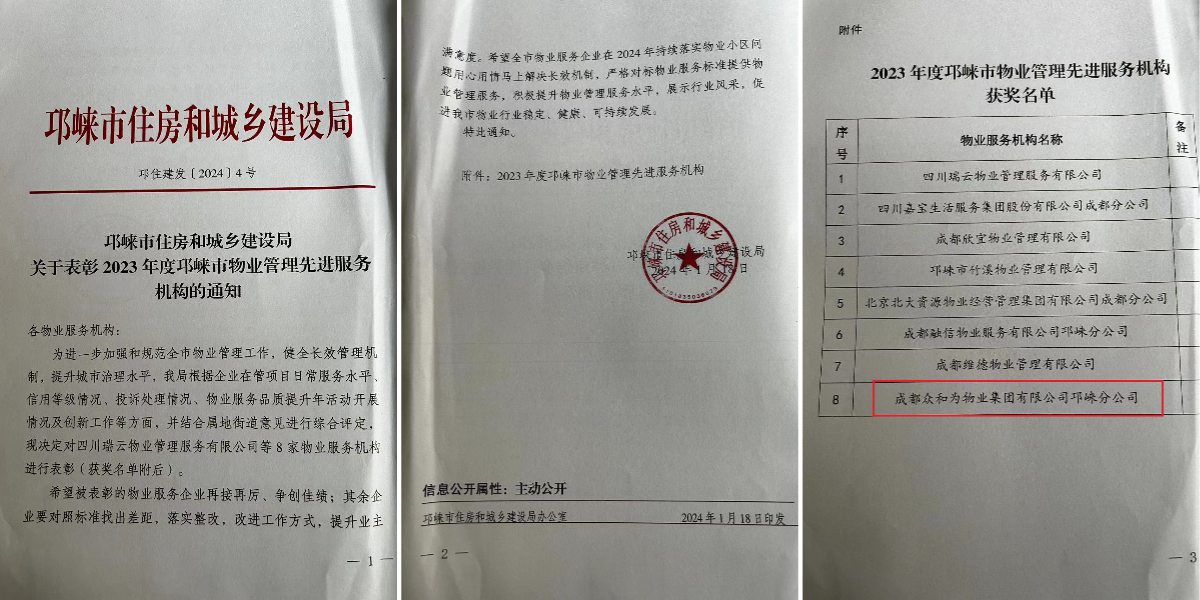 邛崃市住房和城乡建设局
邛住建发〔2024〕4号
邛崃市住房和城乡建设局
关于表彰2023年度邛崃市物业管理先进服务
机构的通知
各物业服务机构：
为进一步加强和规范全市物业管理工作，健全长效管理机
制，提升城市治理水平，我局根据企业在管项目日常服务水平、
信用等级情况、投诉处理情况、物业服务品质提升年活动开展
情况及创新工作等方面，并结合属地街道意见进行综合评定，
现决定对四川瑞云物业管理服务有限公司等8家物业服务机构
进行表彰（获奖名单附后）。
希望被表彰的物业服务企业再接再厉、争创佳绩；其余企
业要对照标准找出差距，落实整改，改进工作方式，提升业主
— 1 —
满意度。希望全市物业服务企业在2024年持续落实物业小区问
题用心用情马上解决长效机制，严格对标物业服务标准提供物
业管理服务，积极提升物业管理服务水平，展示行业风采，促
进我市物业行业稳定、健康、可持续发展。
特此通知。
附件：2023年度邛崃市物业管理先进服务机构
邛崃市住房和城乡建设局
2024年1月18日
信息公开属性：主动公开
邛崃市住房和城乡建设局办公室 2024年1月18日印发
— 2 —
附件
2023年度邛崃市物业管理先进服务机构
获奖名单
序号 物业服务机构名称 备注
1 四川瑞云物业管理服务有限公司
2 四川嘉宝生活服务集团股份有限公司成都分公司
3 成都欣宜物业管理有限公司
4 邛崃市竹溪物业管理有限公司
5 北京北大资源物业经营管理集团有限公司成都分公司
6 成都融信物业服务有限公司邛崃分公司
7 成都维德物业管理有限公司
8 成都众和为物业集团有限公司邛崃分公司
— 3